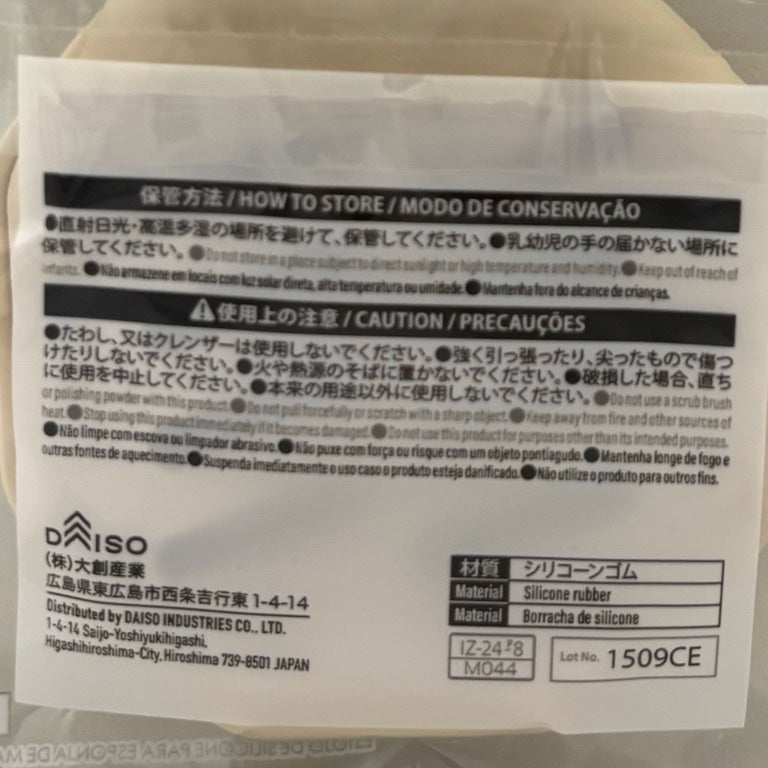 保管方法 / HOW TO STORE / MODO DE CONSERVAÇÃO
●直射日光・高温多湿の場所を避けて、保管してください。●乳幼児の手の届かない場所に
保管してください。●Do not store in a place subject to direct sunlight or high temperature and humidity.●Keep out of reach of
infants.●Não armazene em locais com luz solar direta, alta temperatura ou umidade.●Mantenha fora do alcance de crianças.
⚠使用上の注意 / CAUTION / PRECAUÇÕES
●たわし、又はクレンザーは使用しないでください。●強く引っ張ったり、尖ったもので傷つ
けたりしないでください。●火や熱源のそばに置かないでください。●破損した場合、直ち
に使用を中止してください。●本来の用途以外に使用しないでください。●Do not use a scrub brush
or polishing powder with this product.●Do not pull forcefully or scratch with a sharp object.●Keep away from fire and other sources of
heat.●Stop using this product immediately if it becomes damaged.●Do not use this product for purposes other than its intended purposes.
●Não limpe com escova ou limpador abrasivo.●Não puxe com força ou risque com um objeto pontiagudo.●Mantenha longe de fogo e
outras fontes de aquecimento.●Suspenda imediatamente o uso caso o produto esteja danificado.●Não utilize o produto para outros fins.
DAISO
(株)大創産業
広島県東広島市西条吉行東1-4-14
Distributed by DAISO INDUSTRIES CO., LTD.
1-4-14 Saijo-Yoshiyukihigashi,
Higashihiroshima-City, Hiroshima 739-8501 JAPAN
材質 シリコーンゴム
Material Silicone rubber
Material Borracha de silicone
IZ-24 8
M044
Lot No. 1509CE
ESTOJO DE SILICONE PARA ESPONJA DE MA